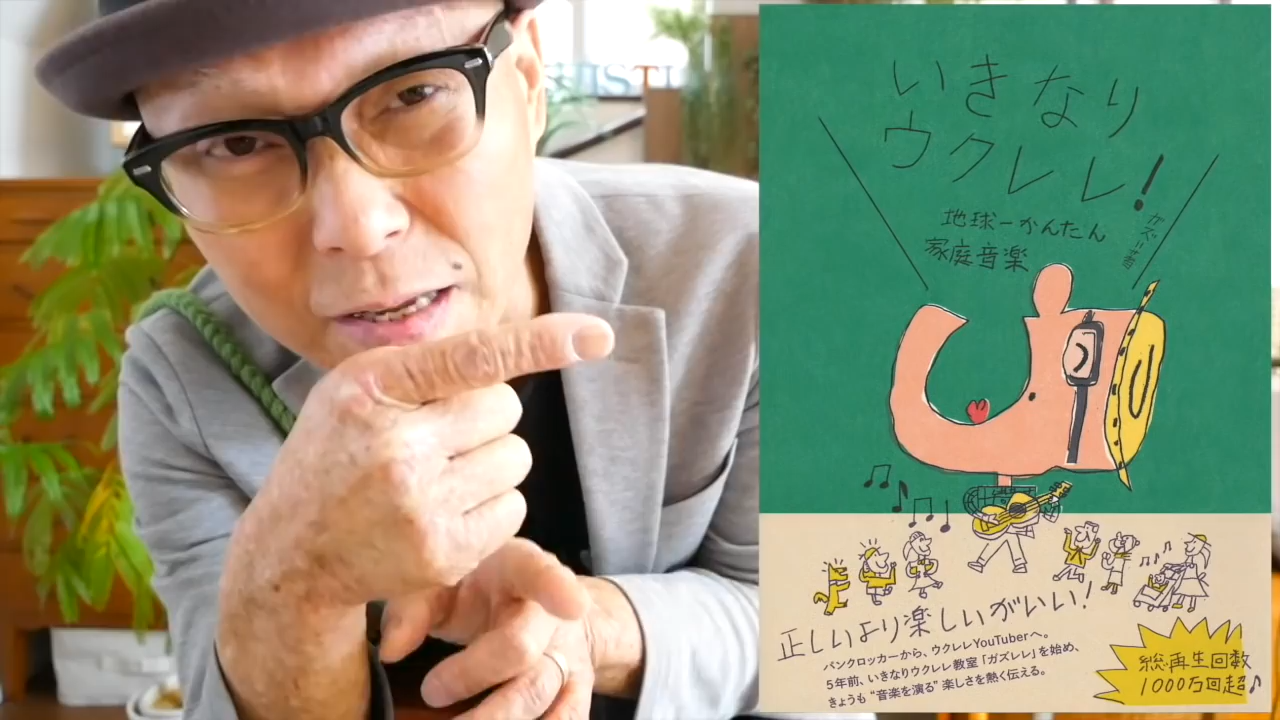 いきなり
ウクレレ!
地球一かんたん
家庭音楽
ガズ‼著
正しいより楽しいがいい!
パンクロッカーから、ウクレレYouTuberへ。
5年前、いきなりウクレレ教室「ガズレレ」を始め、
きょうも“音楽を演る”楽しさを熱く伝える。
総再生回数
1000万回超♪